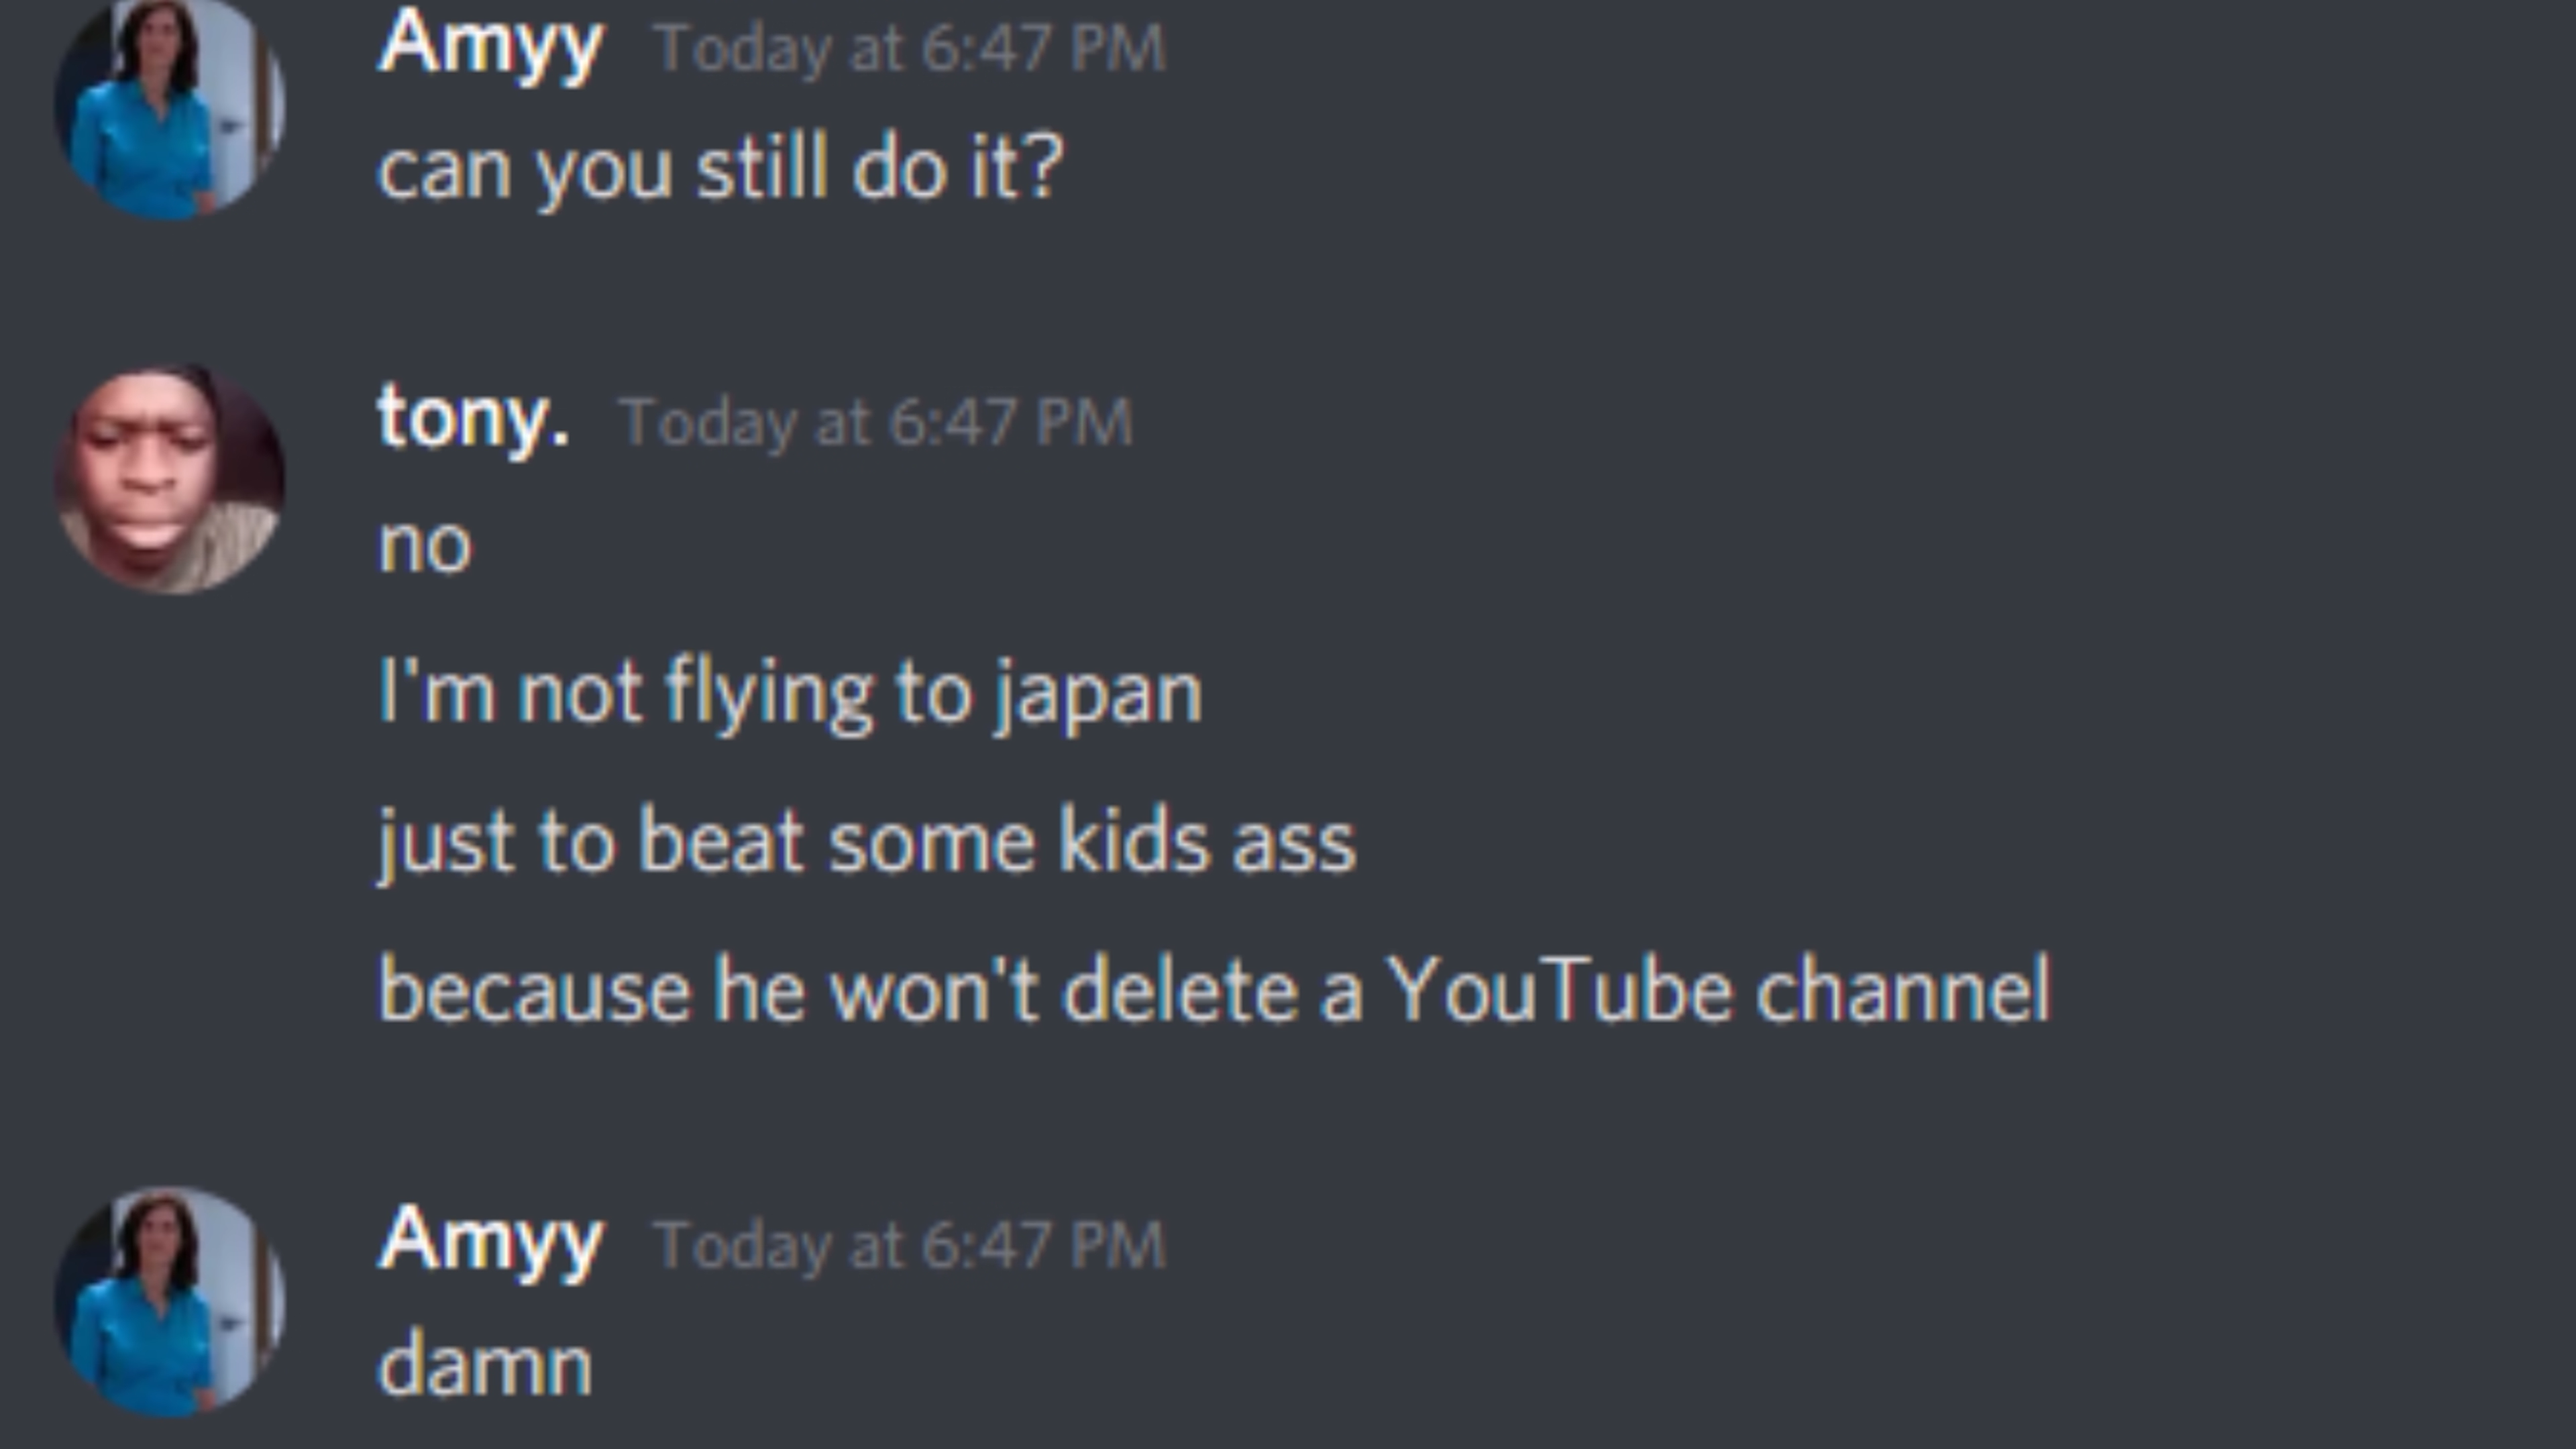 Amyy Today at 6:47 PM
can you still do it?
tony. Today at 6:47 PM
no
I'm not flying to japan
just to beat some kids ass
because he won't delete a YouTube channel
Amyy Today at 6:47 PM
damn